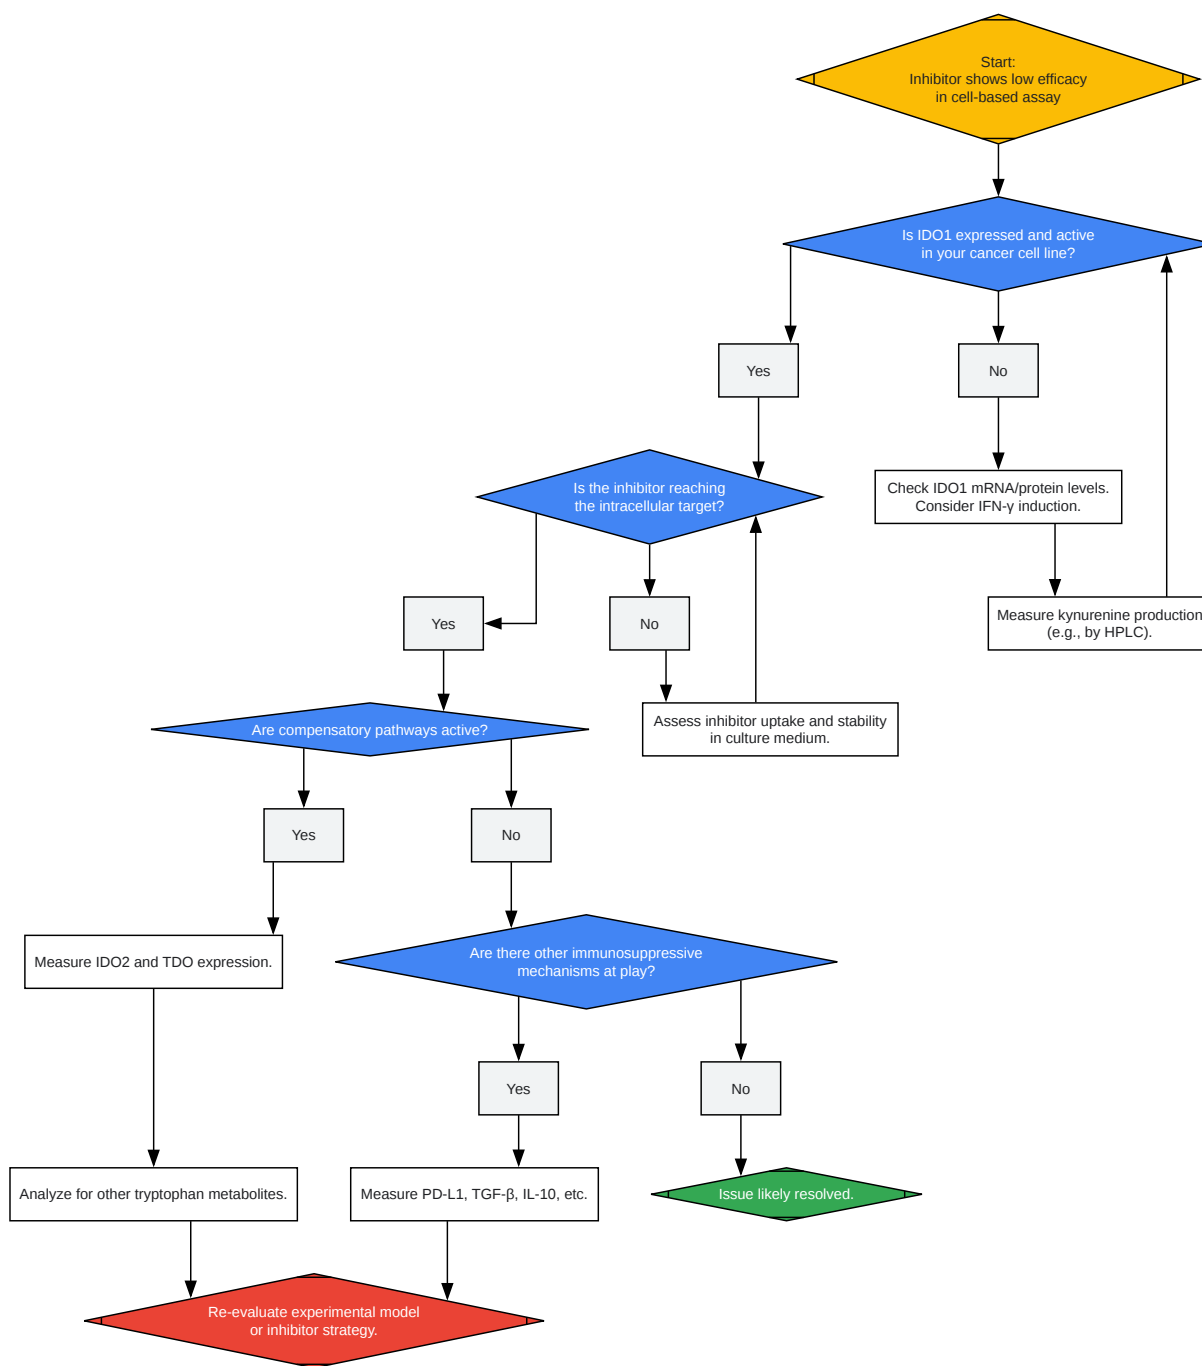 Start:
Inhibitor shows low efficacy
in cell-based assay
Is IDO1 expressed and active
in your cancer cell line?
Yes
No
Is the inhibitor reaching
the intracellular target?
Check IDO1 mRNA/protein levels.
Consider IFN-γ induction.
Yes
No
Measure kynurenine production
(e.g., by HPLC).
Are compensatory pathways active?
Assess inhibitor uptake and stability
in culture medium.
Yes
No
Measure IDO2 and TDO expression.
Are there other immunosuppressive
mechanisms at play?
Yes
No
Analyze for other tryptophan metabolites.
Measure PD-L1, TGF-β, IL-10, etc.
Issue likely resolved.
Re-evaluate experimental model
or inhibitor strategy.